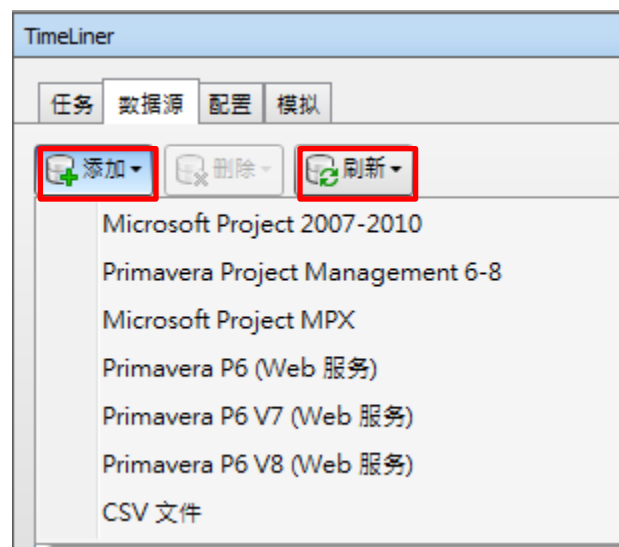 TimeLiner
任务 数据源 配置 模拟
添加 删除 刷新
Microsoft Project 2007-2010
Primavera Project Management 6-8
Microsoft Project MPX
Primavera P6 (Web 服务)
Primavera P6 V7 (Web 服务)
Primavera P6 V8 (Web 服务)
CSV 文件